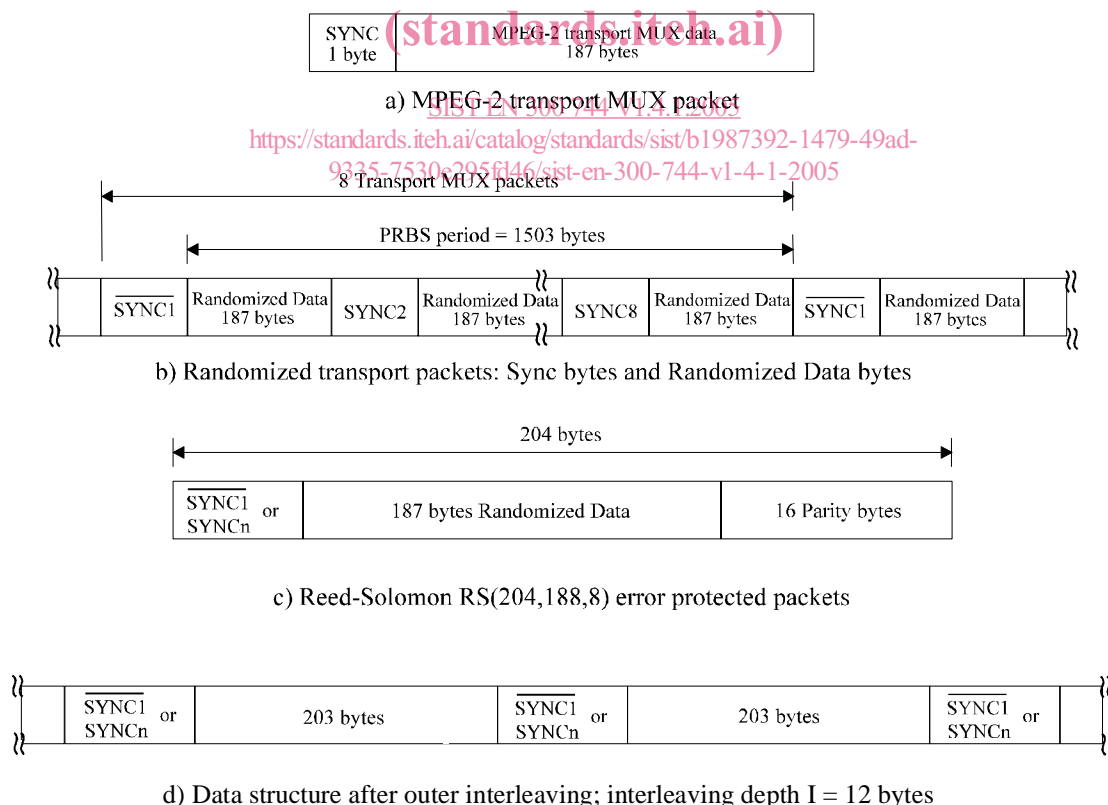 SYNC
1 byte
MPEG-2 transport MUX data
187 bytes
(standards.iteh.ai)
a) MPEG-2 transport MUX packet
SIST EN 300 744 V1.4.1:2005
https://standards.iteh.ai/catalog/standards/sist/b1987392-1479-49ad-
9335-7530e295fd46/sist-en-300-744-v1-4-1-2005
8 Transport MUX packets
PRBS period = 1503 bytes
SYNC1
Randomized Data
187 bytes
SYNC2
Randomized Data
187 bytes
SYNC8
Randomized Data
187 bytes
SYNC1
Randomized Data
187 bytes
b) Randomized transport packets: Sync bytes and Randomized Data bytes
204 bytes
SYNC1 or
SYNCn
187 bytes Randomized Data
16 Parity bytes
c) Reed-Solomon RS(204,188,8) error protected packets
SYNC1 or
SYNCn
203 bytes
SYNC1 or
SYNCn
203 bytes
SYNC1 or
SYNCn
d) Data structure after outer interleaving; interleaving depth I = 12 bytes